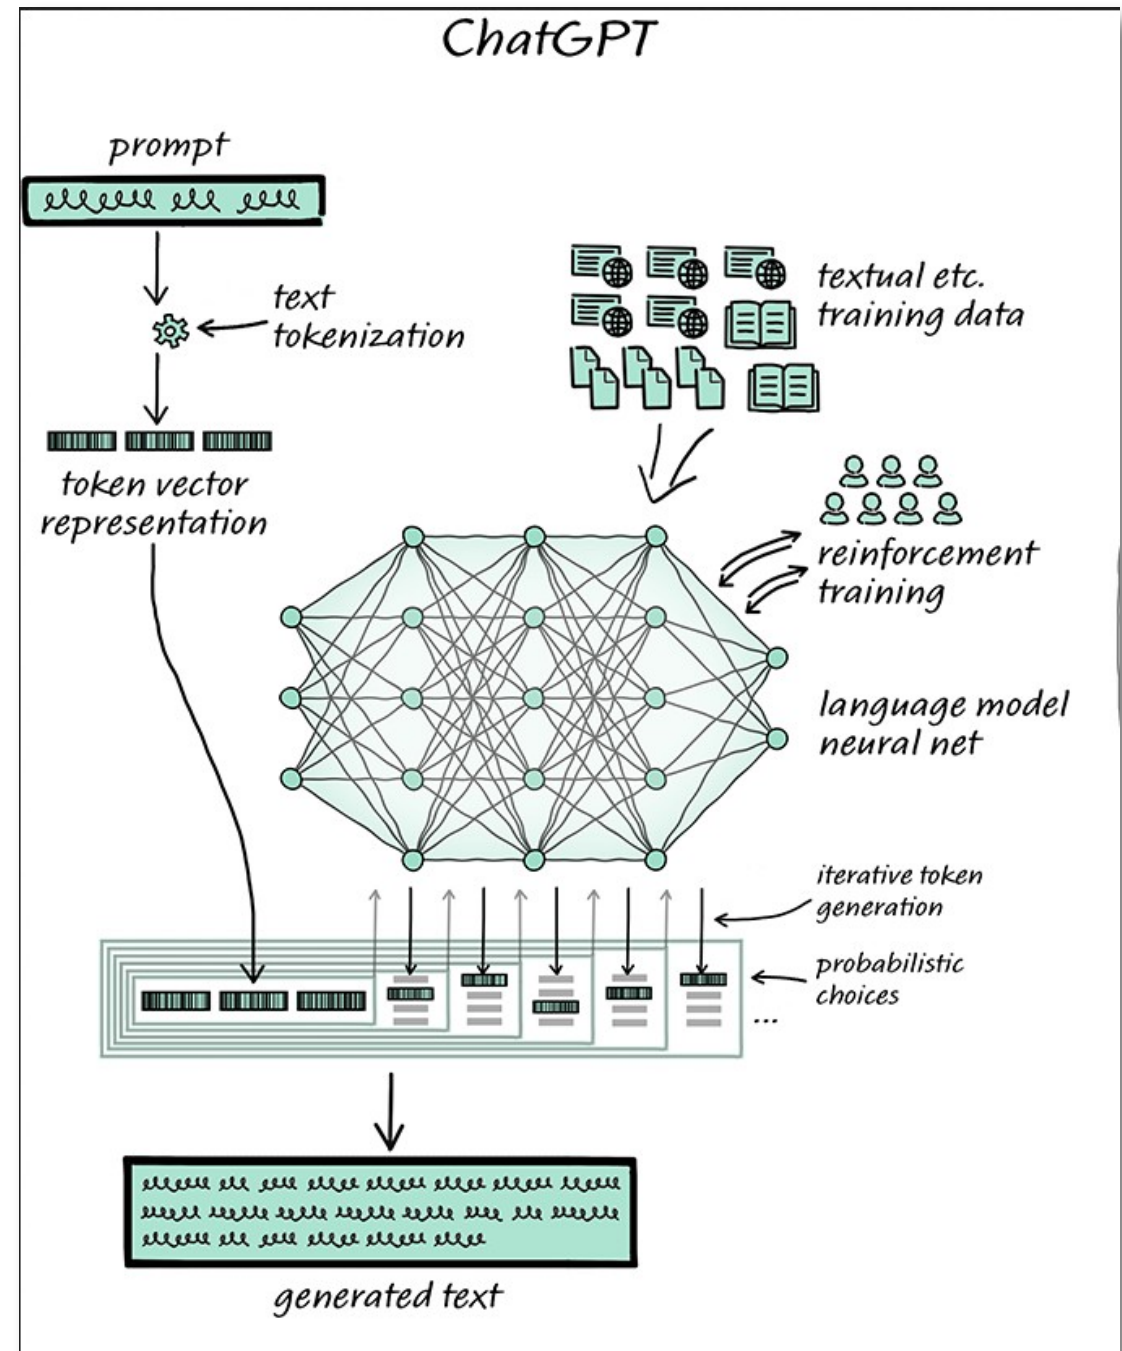 ChatGPT
prompt
text
tokenization
token vector
representation
textual etc.
training data
reinforcement
training
language model
neural net
iterative token
generation
probabilistic
choices
...
generated text